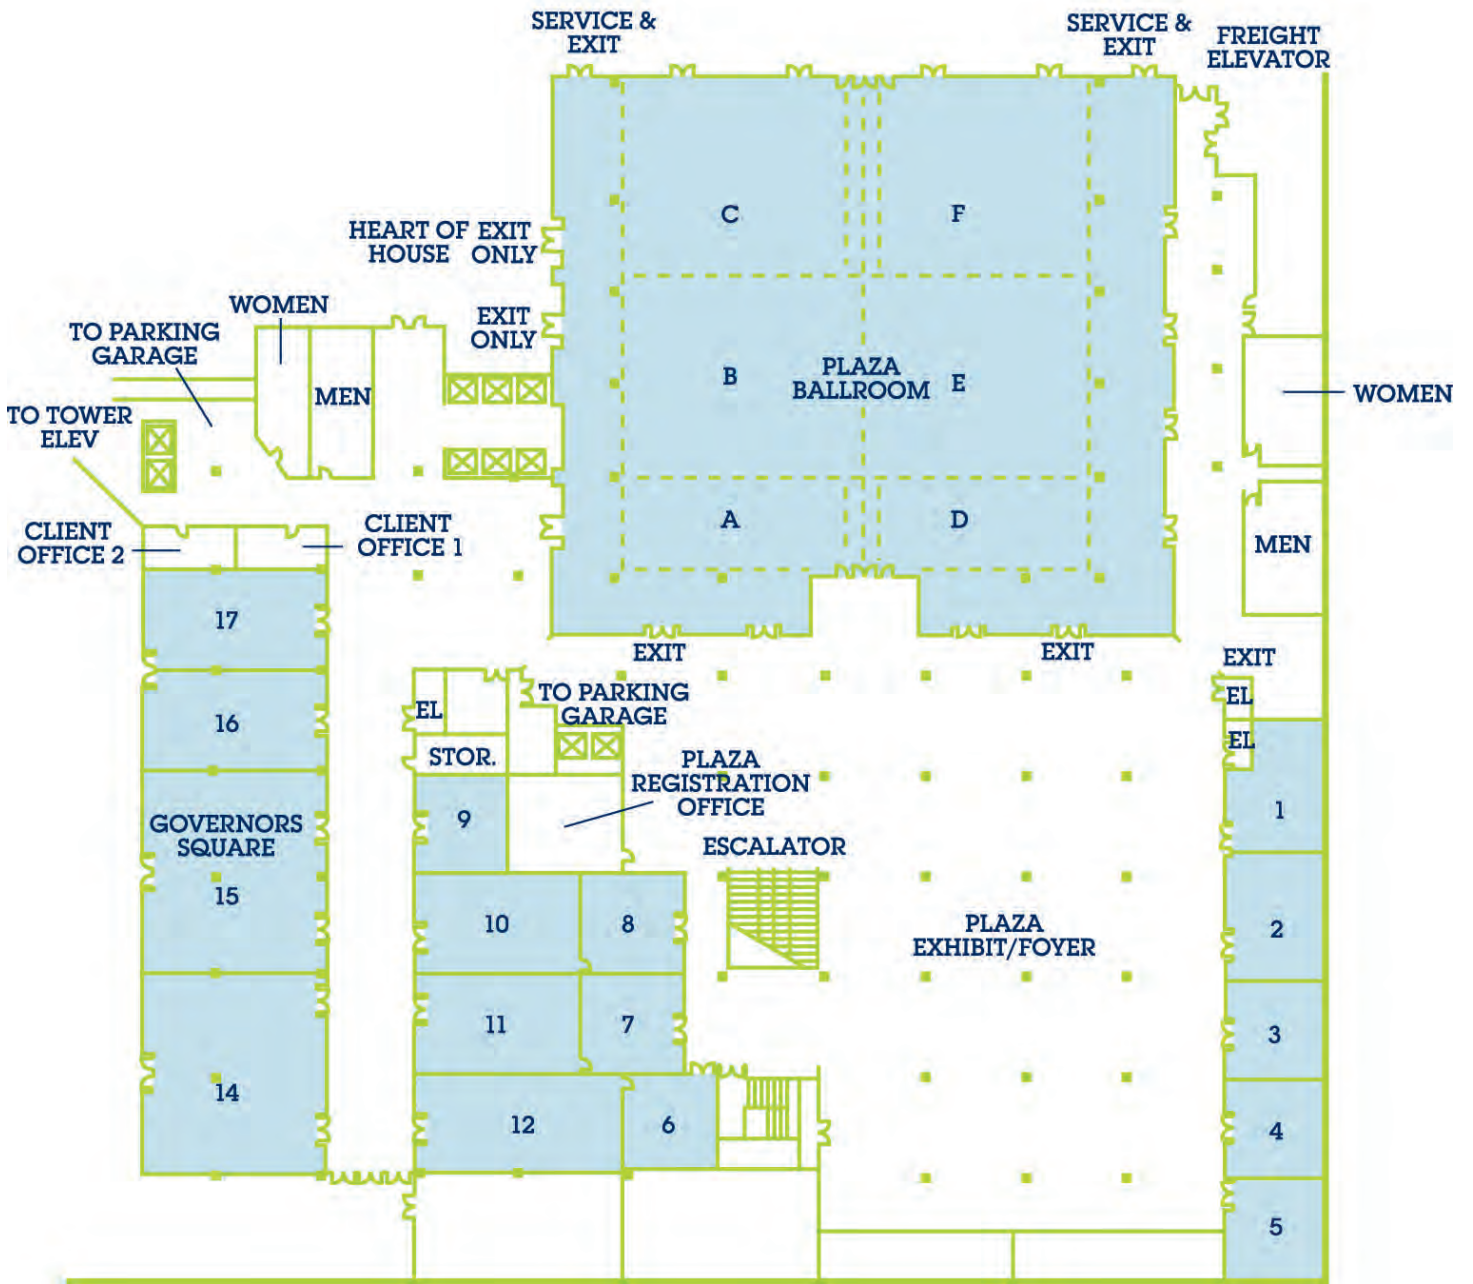 SERVICE &
EXIT
SERVICE &
EXIT
FREIGHT
ELEVATOR
C
F
HEART OF
HOUSE
EXIT
ONLY
WOMEN
EXIT
ONLY
TO PARKING
GARAGE
MEN
B
PLAZA
BALLROOM
E
WOMEN
TO TOWER
ELEV
A
D
CLIENT
OFFICE 2
CLIENT
OFFICE 1
MEN
17
EXIT
EXIT
EXIT
16
EL
TO PARKING
GARAGE
EL
EL
STOR.
PLAZA
REGISTRATION
OFFICE
GOVERNORS
SQUARE
9
1
ESCALATOR
15
10
8
PLAZA
EXHIBIT/FOYER
2
11
7
3
14
12
6
4
5